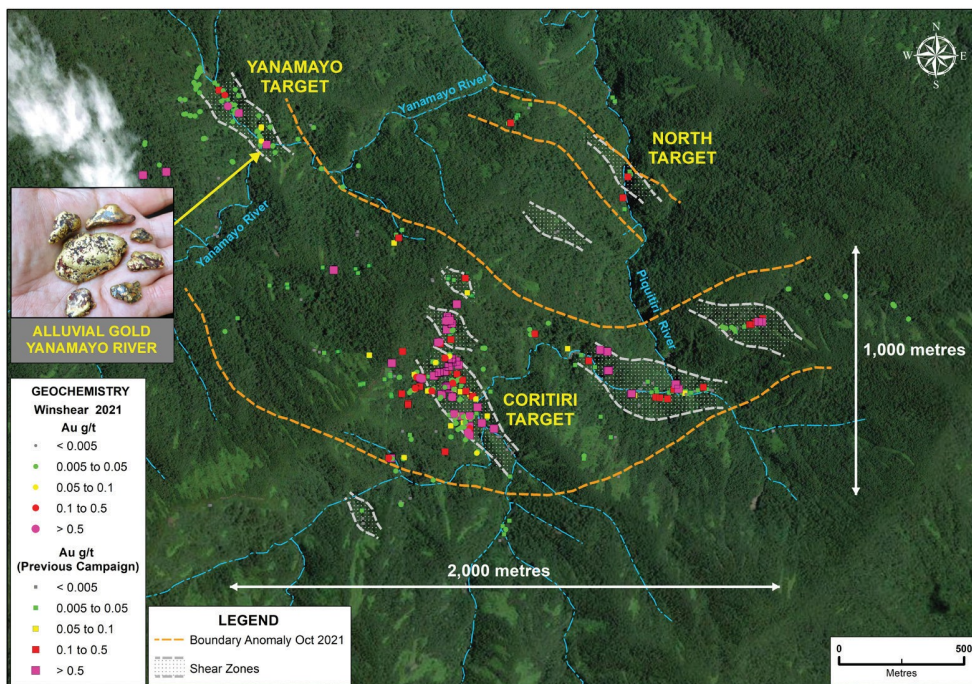 YANAMAYO
TARGET
Yanamayo River
N
W
E
S
NORTH
TARGET
Yanamayo River
Piquitiri River
ALLUVIAL GOLD
YANAMAYO RIVER
1,000 metres
CORITIRI
TARGET
2,000 metres
GEOCHEMISTRY
Winshear 2021
Au g/t
< 0.005
0.005 to 0.05
0.05 to 0.1
0.1 to 0.5
> 0.5
Au g/t
(Previous Campaign)
< 0.005
0.005 to 0.05
0.05 to 0.1
0.1 to 0.5
> 0.5
LEGEND
Boundary Anomaly Oct 2021
Shear Zones
0
500
Metres